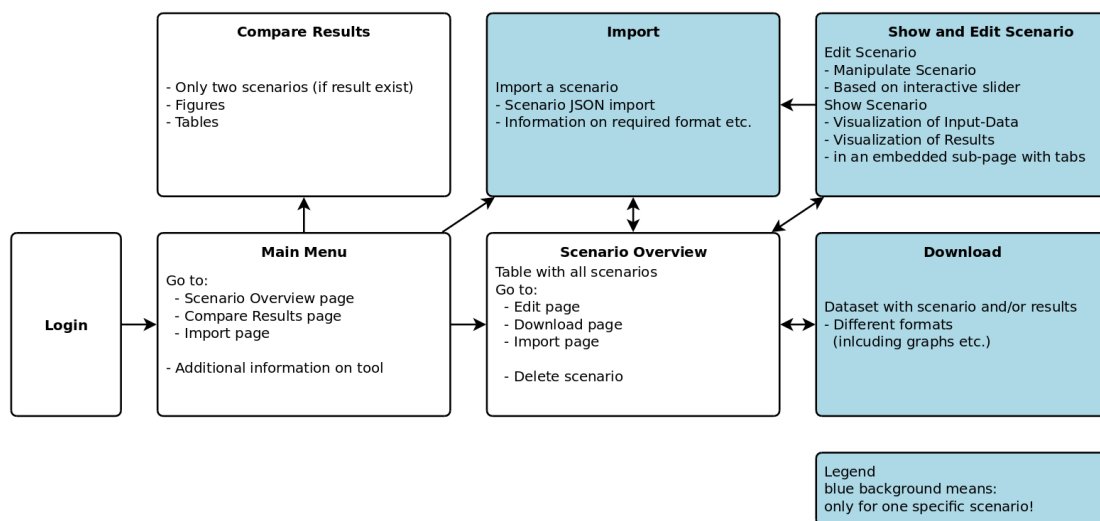 Compare Results
- Only two scenarios (if result exist)
- Figures
- Tables
Import
Import a scenario
- Scenario JSON import
- Information on required format etc.
Show and Edit Scenario
Edit Scenario
- Manipulate Scenario
- Based on interactive slider
Show Scenario
- Visualization of Input-Data
- Visualization of Results
- in an embedded sub-page with tabs
Login
Main Menu
Go to:
- Scenario Overview page
- Compare Results page
- Import page
- Additional information on tool
Scenario Overview
Table with all scenarios
Go to:
- Edit page
- Download page
- Import page
- Delete scenario
Download
Dataset with scenario and/or results
- Different formats
(inlcuding graphs etc.)
Legend
blue background means:
only for one specific scenario!